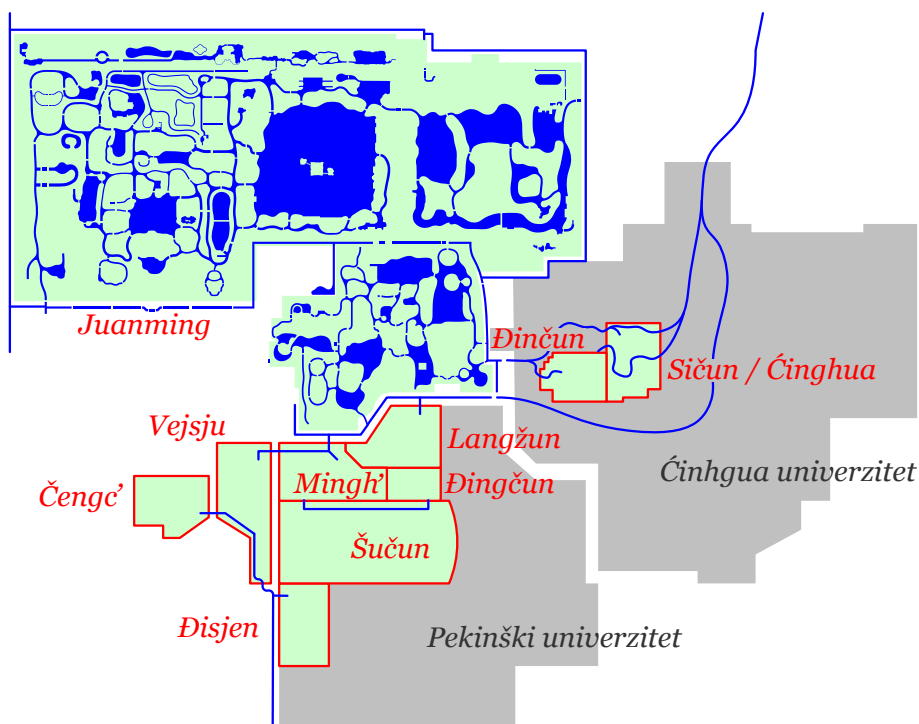 Juanming
Đinčun
Sičun / Ćinghua
Vejsju
Langžun
Čengc’
Mingh’
Đingčun
Ćinhgua univerzitet
Šučun
Đisjen
Pekinški univerzitet